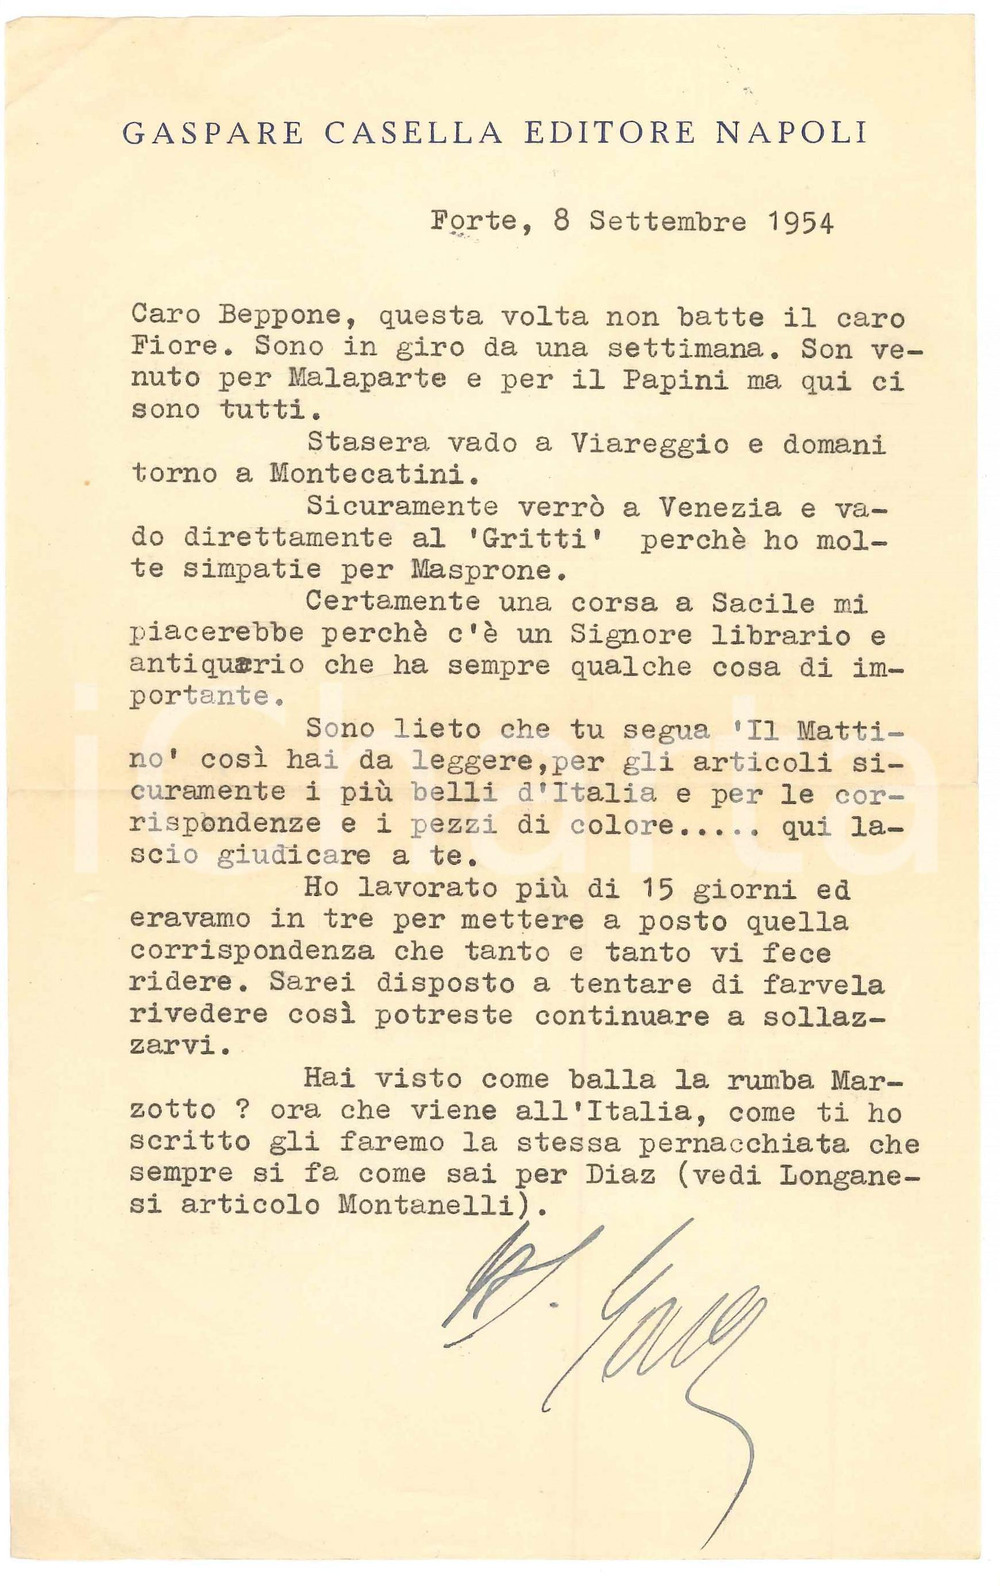 GASPARE CASELLA EDITORE NAPOLI
Forte, 8 Settembre 1954
Caro Beppone, questa volta non batte il caro
Fiore. Sono in giro da una settimana. Son ve-
nuto per Malaparte e per il Papini ma qui ci
sono tutti.
Stasera vado a Viareggio e domani
torno a Montecatini.
Sicuramente verrò a Venezia e va-
do direttamente al 'Gritti' perchè ho mol-
te simpatie per Masprone.
Certamente una corsa a Sacile mi
piacerebbe perchè c'è un Signore librario e
antiquario che ha sempre qualche cosa di im-
portante.
Sono lieto che tu segua 'Il Matti-
no' così hai da leggere,per gli articoli si-
curamente i più belli d'Italia e per le cor-
rispondenze e i pezzi di colore..... qui la-
scio giudicare a te.
Ho lavorato più di 15 giorni ed
eravamo in tre per mettere a posto quella
corrispondenza che tanto e tanto vi fece
ridere. Sarei disposto a tentare di farvela
rivedere così potreste continuare a sollaz-
zarvi.
Hai visto come balla la rumba Mar-
zotto ? ora che viene all'Italia, come ti ho
scritto gli faremo la stessa pernacchiata che
sempre si fa come sai per Diaz (vedi Longane-
si articolo Montanelli).
iCharta